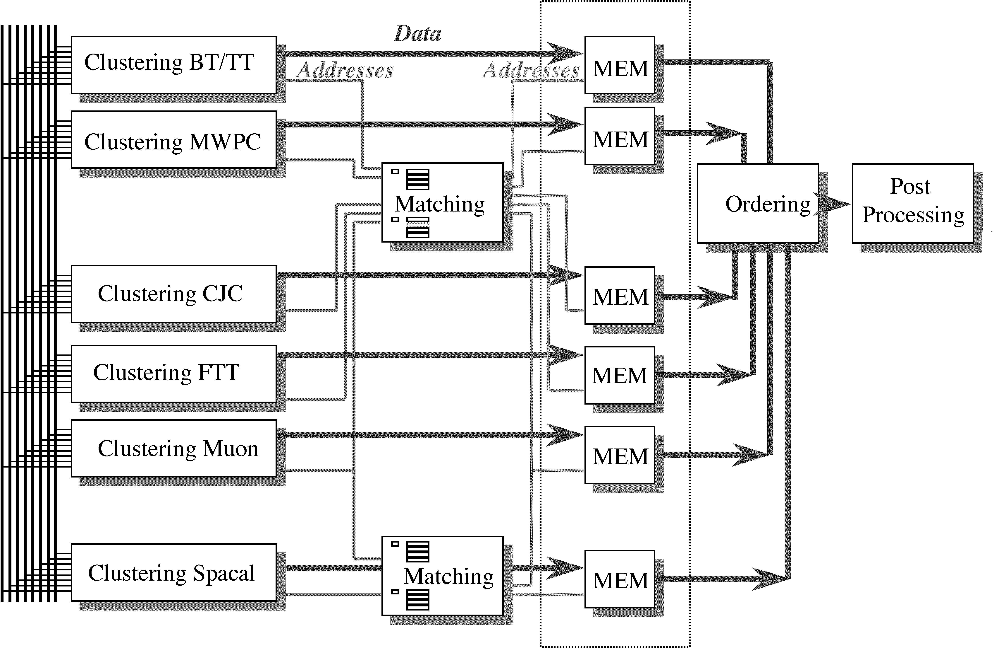 Data
Clustering BT/TT
Addresses
Addresses
MEM
Clustering MWPC
MEM
Matching
Ordering
Post
Processing
Clustering CJC
MEM
Clustering FTT
MEM
Clustering Muon
MEM
Clustering Spacal
Matching
MEM